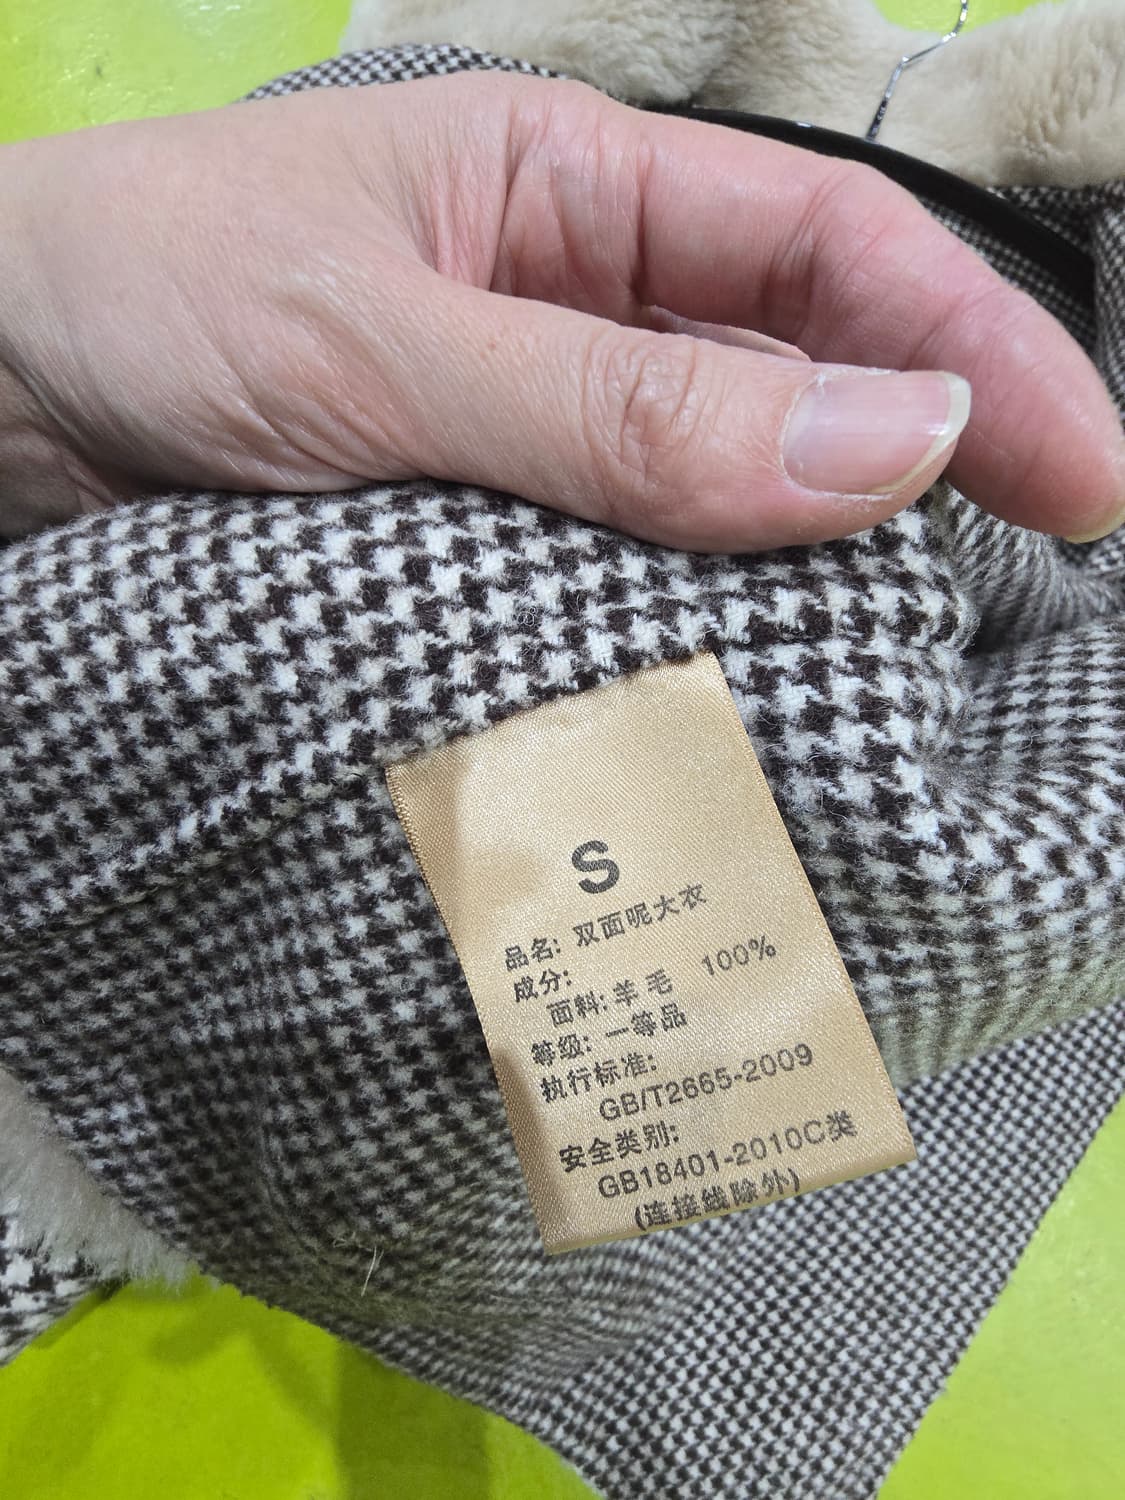 S
品名: 双面呢大衣
成分:
面料: 羊毛 100%
等级: 一等品
执行标准:
GB/T2665-2009
安全类别:
GB18401-2010C类
(连接线除外)